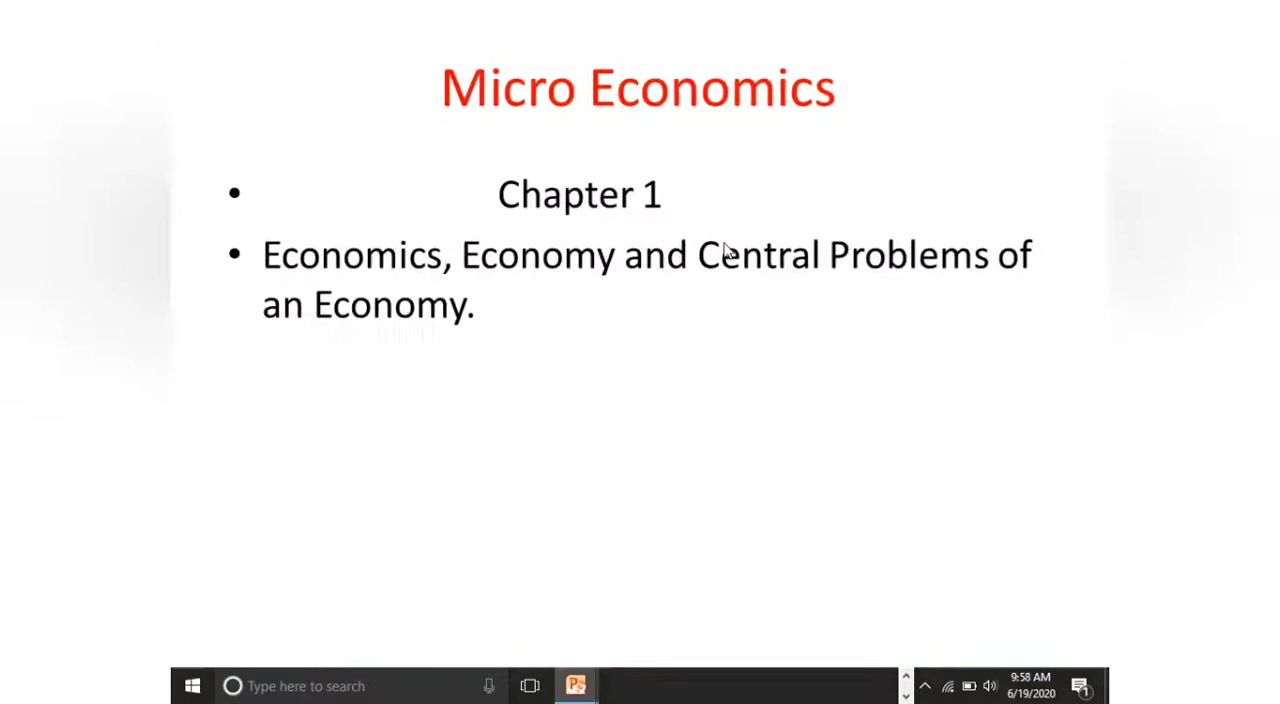 Micro Economics
• Chapter 1
• Economics, Economy and Central Problems of
an Economy.
Type here to search
9:58 AM
6/19/2020
1